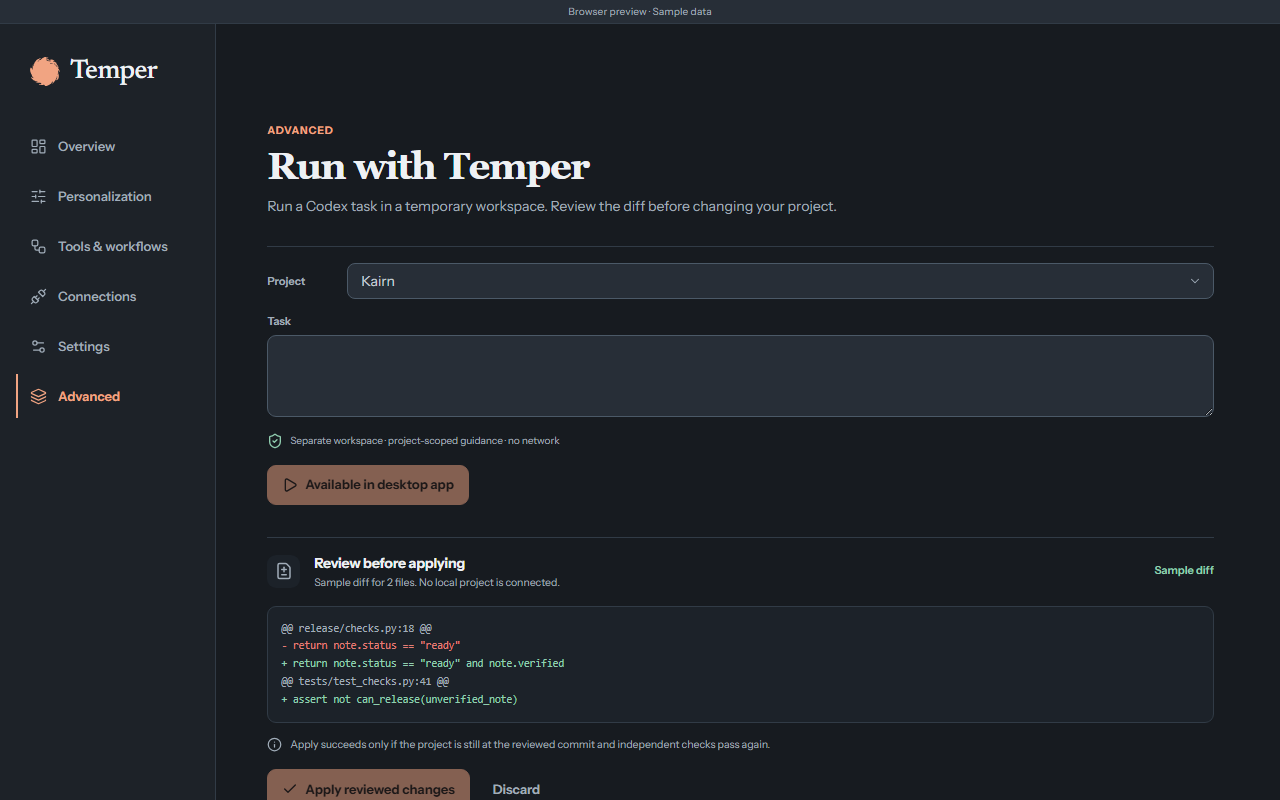 Browser preview · Sample data
Temper
Overview
Personalization
Tools & workflows
Connections
Settings
Advanced
ADVANCED
Run with Temper
Run a Codex task in a temporary workspace. Review the diff before changing your project.
Project
Kairn
Task
Separate workspace · project-scoped guidance · no network
Available in desktop app
Review before applying
Sample diff for 2 files. No local project is connected.
Sample diff
@@ release/checks.py:18 @@
- return note.status == "ready"
+ return note.status == "ready" and note.verified
@@ tests/test_checks.py:41 @@
+ assert not can_release(unverified_note)
Apply succeeds only if the project is still at the reviewed commit and independent checks pass again.
Apply reviewed changes
Discard